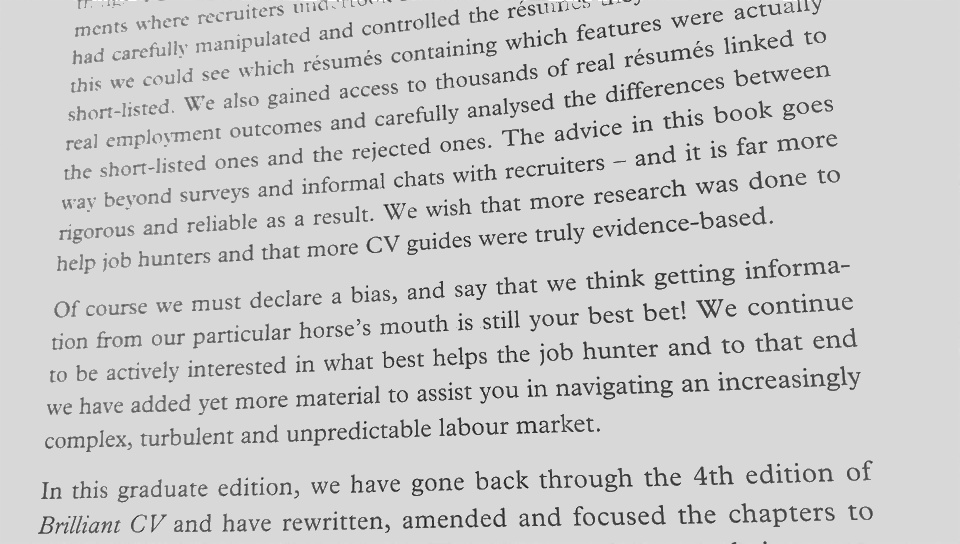 ments where recruiters
had carefully manipulated and controlled the résumés
this we could see which résumés containing which features were actually
short-listed. We also gained access to thousands of real résumés linked to
real employment outcomes and carefully analysed the differences between
the short-listed ones and the rejected ones. The advice in this book goes
way beyond surveys and informal chats with recruiters – and it is far more
rigorous and reliable as a result. We wish that more research was done to
help job hunters and that more CV guides were truly evidence-based.
Of course we must declare a bias, and say that we think getting informa-
tion from our particular horse's mouth is still your best bet! We continue
to be actively interested in what best helps the job hunter and to that end
we have added yet more material to assist you in navigating an increasingly
complex, turbulent and unpredictable labour market.
In this graduate edition, we have gone back through the 4th edition of
Brilliant CV and have rewritten, amended and focused the chapters to